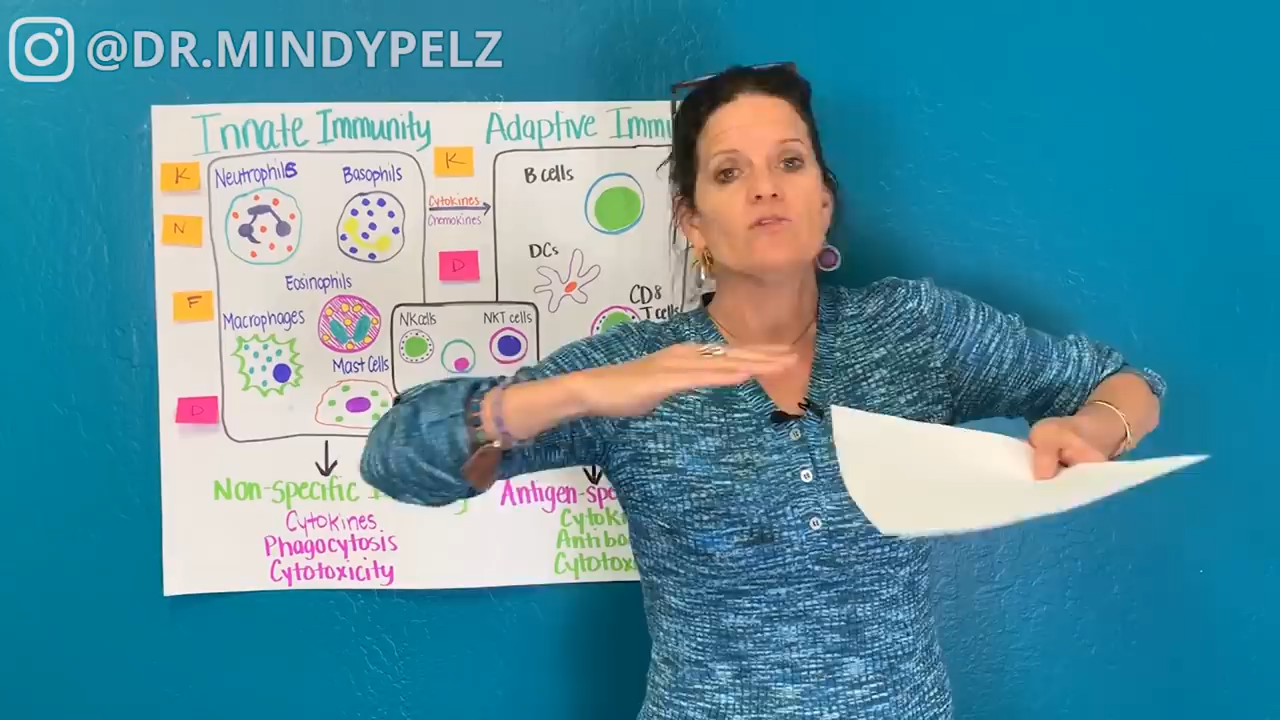 @DR.MINDYPELZ
Innate Immunity
Adaptive Immu
K
Neutrophils
Basophils
K
B cells
N
Cytokines
Chemokines
D
DCs
Eosinophils
F
Macrophages
NK cells
NKT cells
CD8
T cells
Mast Cells
D
Non-specific
Antigen-spe
Cytokines
Phagocytosis
Cytotoxicity
Cytoki
Antibo
Cytotox